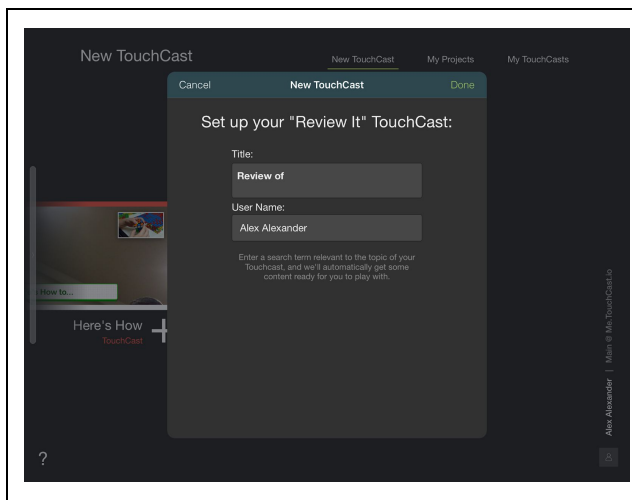 New TouchCast
New TouchCast My Projects My TouchCasts
Cancel New TouchCast Done
Set up your "Review It" TouchCast:
Title:
Review of
User Name:
Alex Alexander
Enter a search term relevant to the topic of your
Touchcast, and we'll automatically get some
content ready for you to play with.
How to...
Here's How
TouchCast
Alex Alexander | Main @ Me.TouchCast.io
?